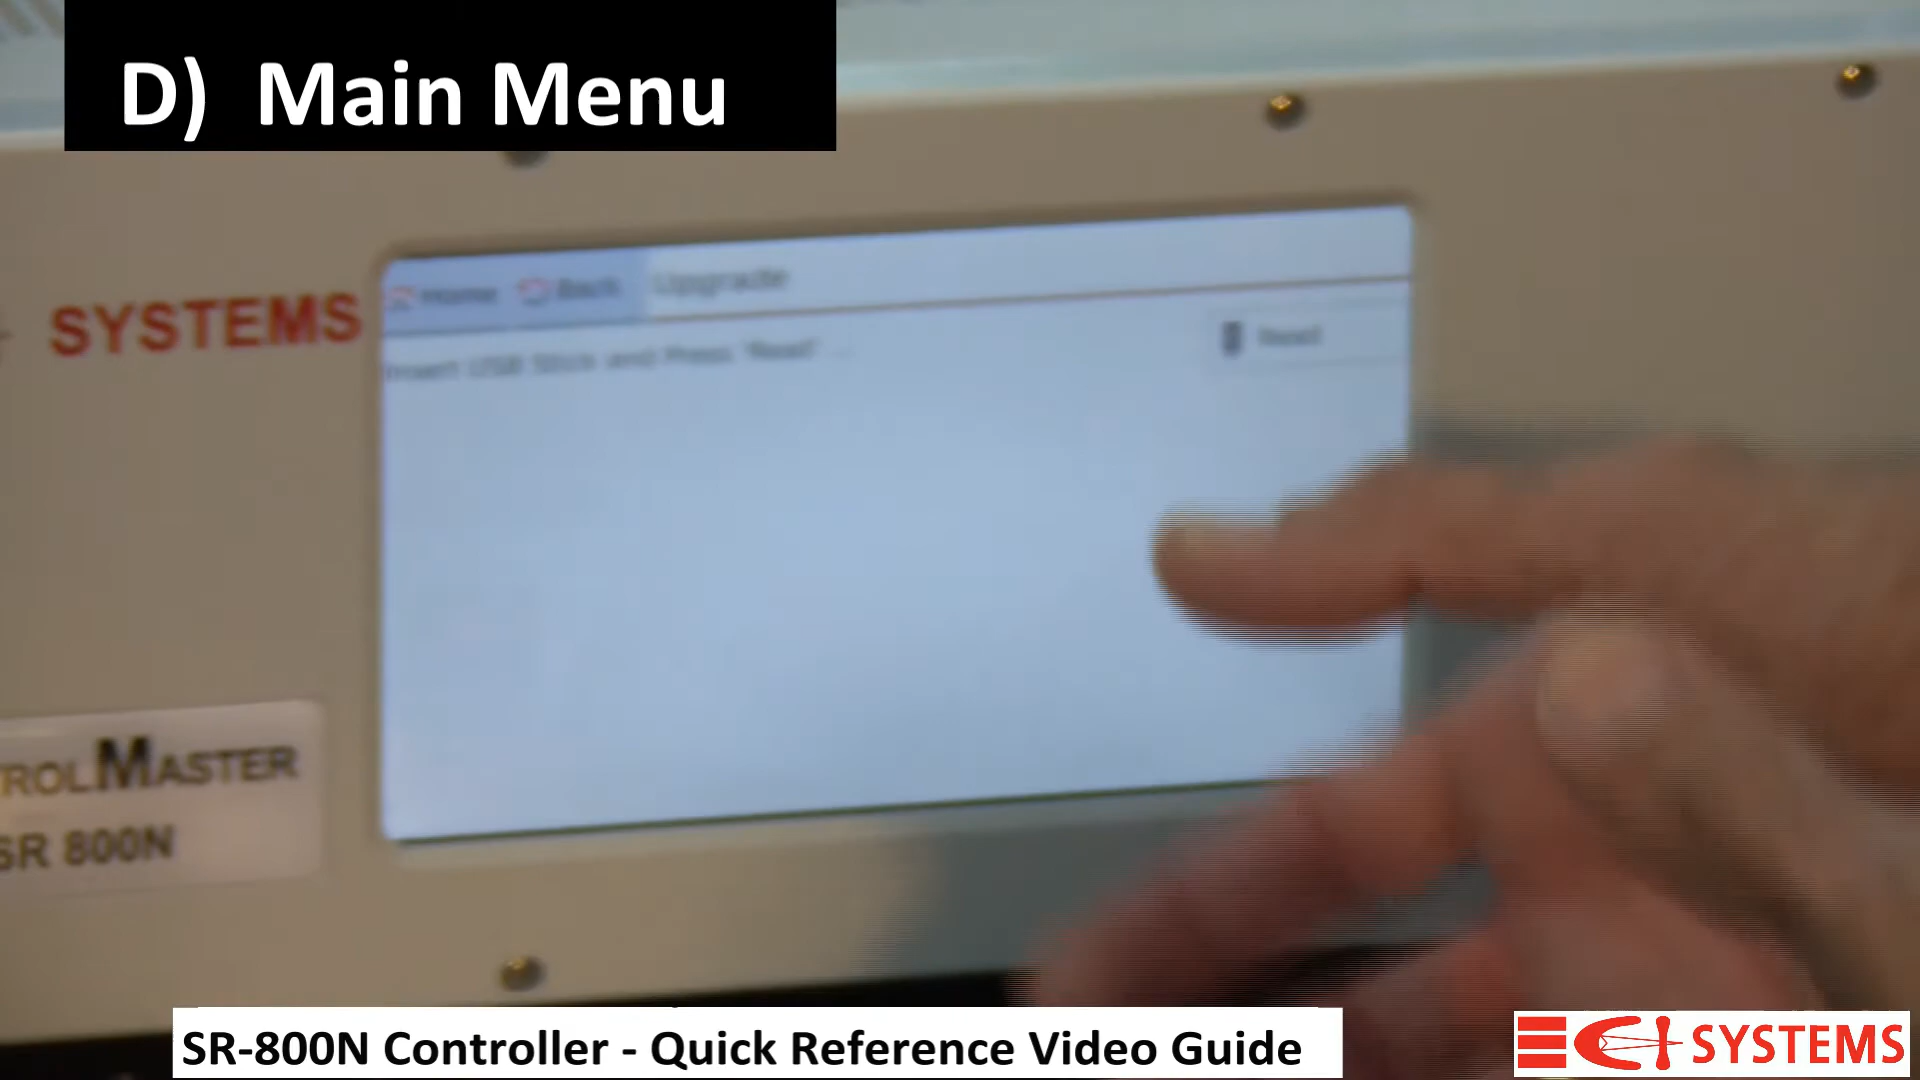 D) Main Menu
Home Back Upgrade
Insert USB Stick and Press 'Read' ...
Read
SYSTEMS
ROLMASTER
SR 800N
SR-800N Controller - Quick Reference Video Guide
ECI SYSTEMS